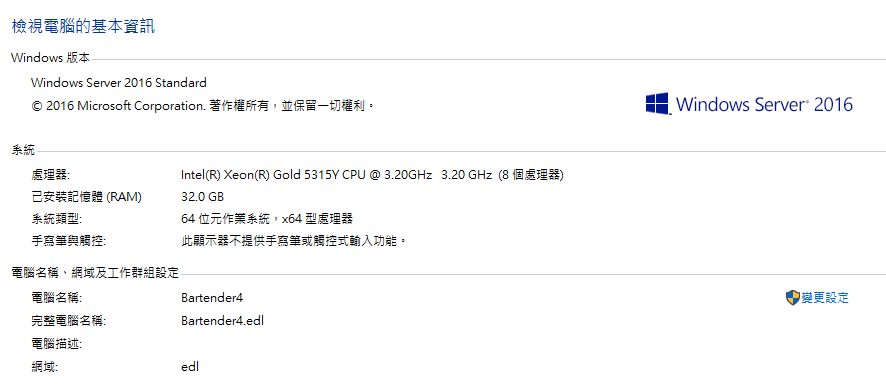 檢視電腦的基本資訊
Windows 版本
Windows Server 2016 Standard
© 2016 Microsoft Corporation. 著作權所有，並保留一切權利。
Windows Server® 2016
系統
處理器: Intel(R) Xeon(R) Gold 5315Y CPU @ 3.20GHz 3.20 GHz (8 個處理器)
已安裝記憶體 (RAM) 32.0 GB
系統類型: 64 位元作業系統，x64 型處理器
手寫筆與觸控: 此顯示器不提供手寫筆或觸控式輸入功能。
電腦名稱、網域及工作群組設定
電腦名稱: Bartender4 變更設定
完整電腦名稱: Bartender4.edl
電腦描述:
網域: edl